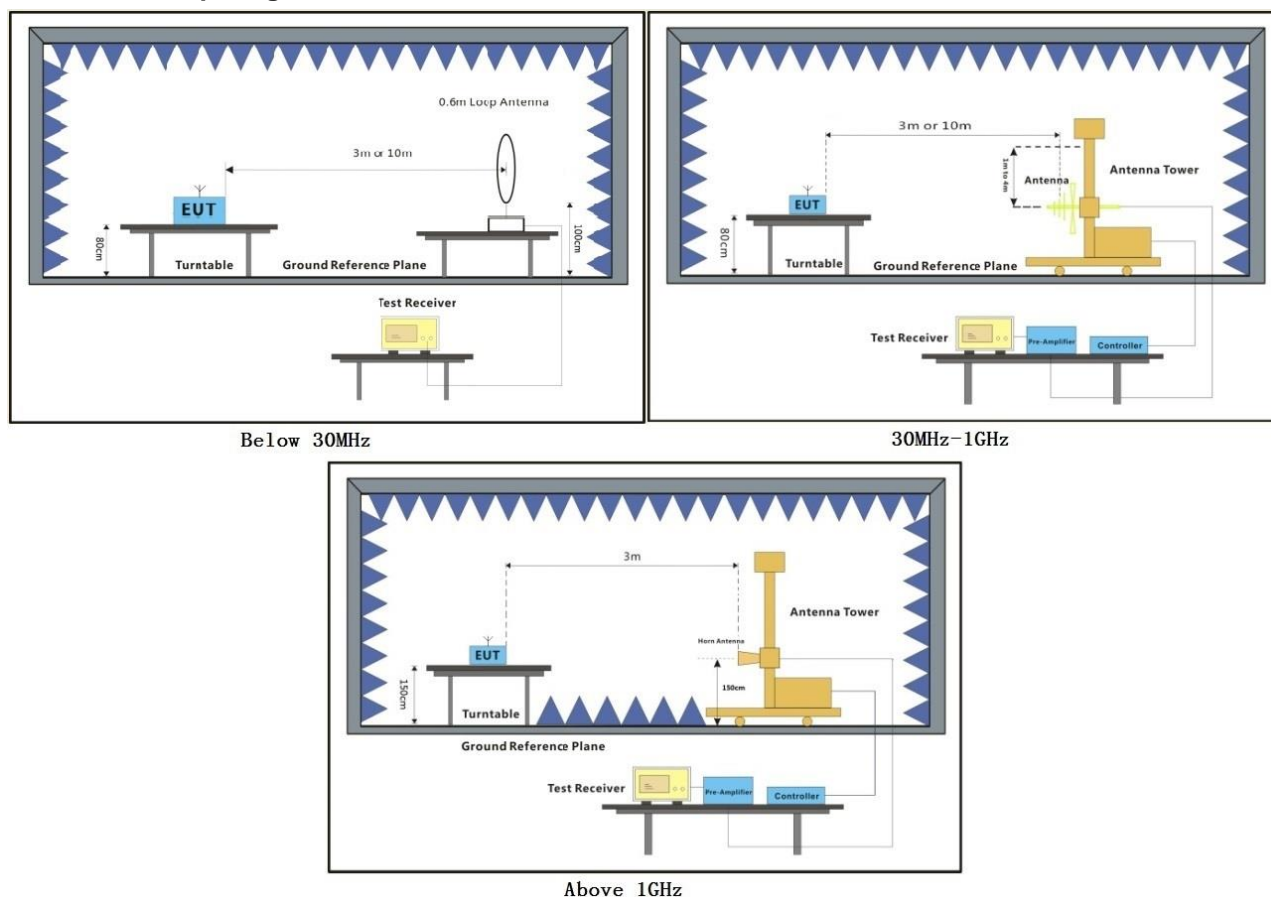 0.6m Loop Antenna
3m or 10m
EUT
80cm
100cm
Turntable
Ground Reference Plane
Test Receiver
Below 30MHz
3m or 10m
1m to 4m
Antenna
Antenna Tower
EUT
80cm
Turntable
Ground Reference Plane
Test Receiver
Pre-Amplifier
Controller
30MHz-1GHz
3m
Antenna Tower
Horn Antenna
EUT
150cm
150cm
Turntable
Ground Reference Plane
Test Receiver
Pre-Amplifier
Controller
Above 1GHz